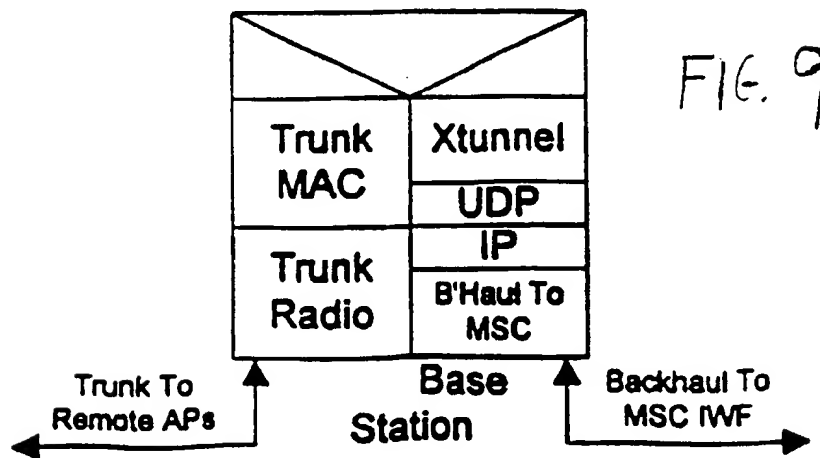 FIG. 9
Trunk
MAC
Xtunnel
UDP
IP
Trunk
Radio
B'Haul To
MSC
Base
Station
Trunk To
Remote APs
Backhaul To
MSC IWF